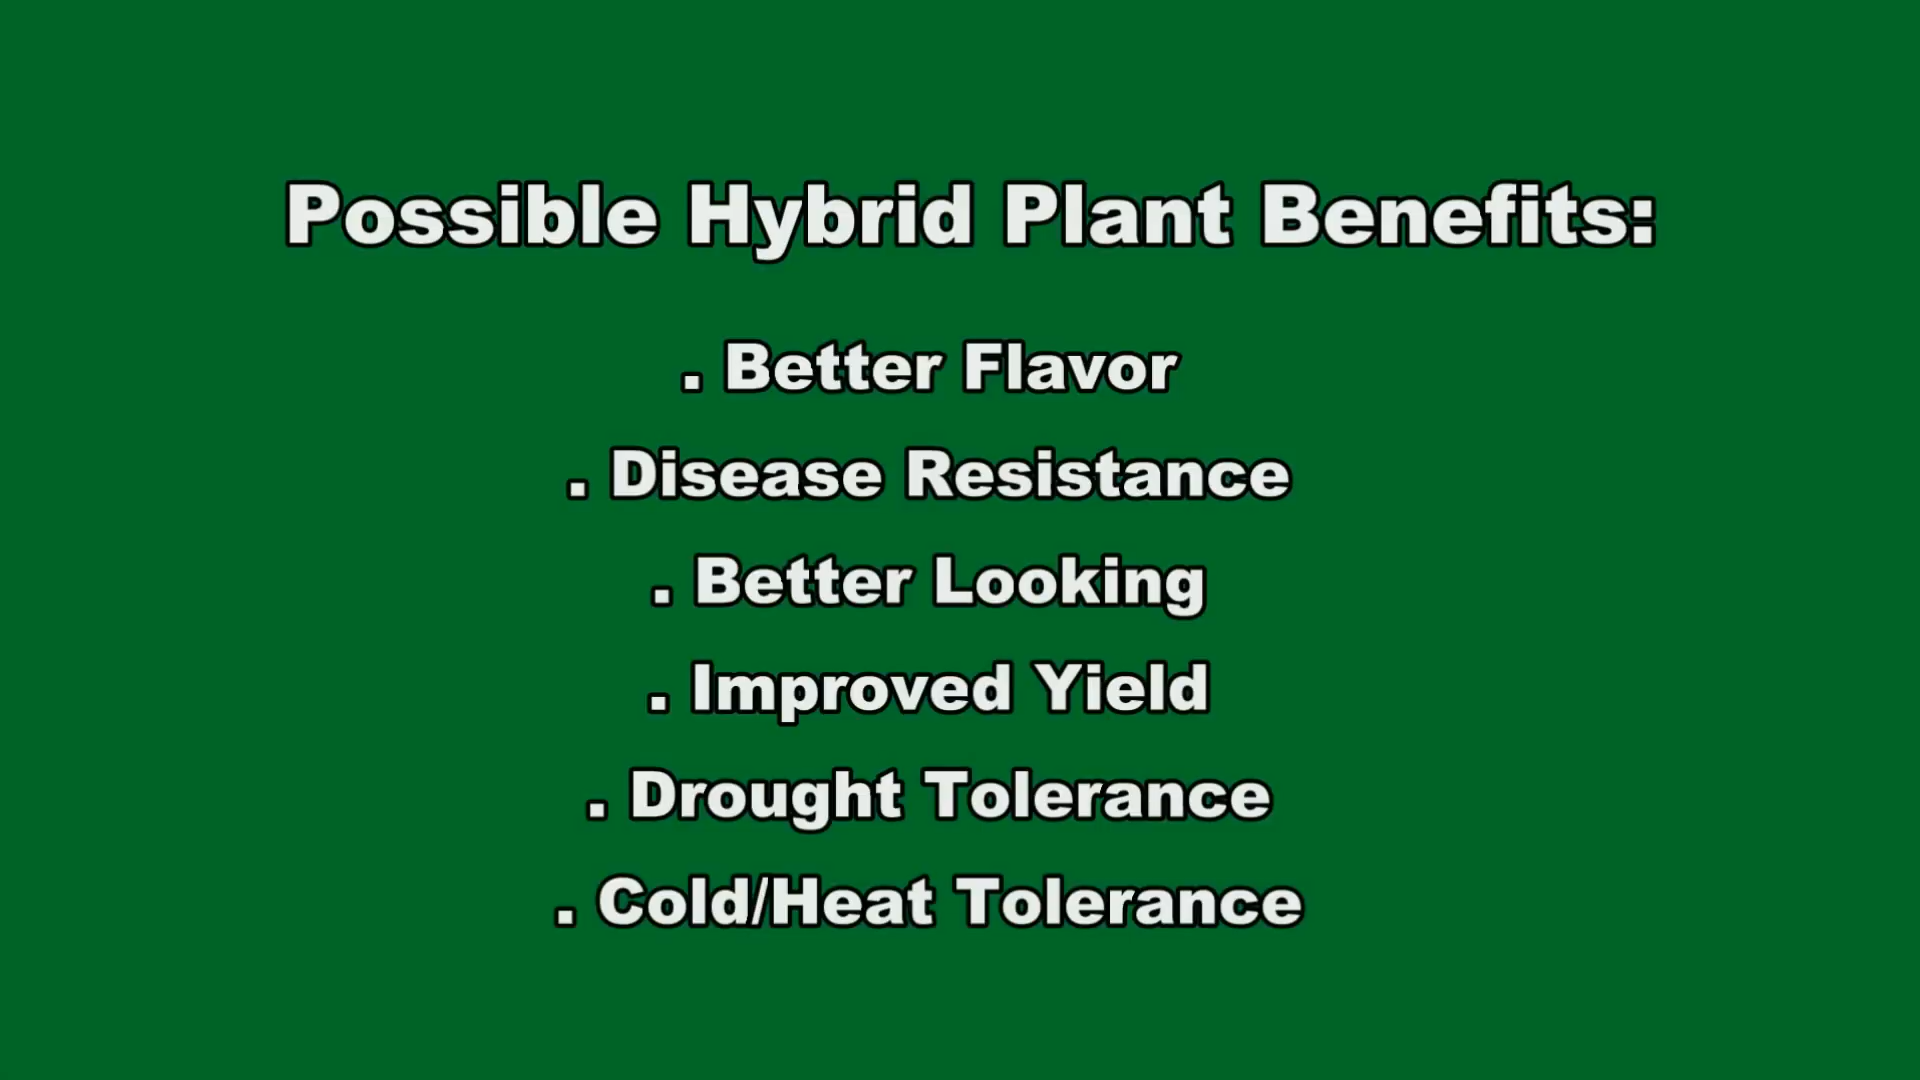 Possible Hybrid Plant Benefits:
. Better Flavor
. Disease Resistance
. Better Looking
. Improved Yield
. Drought Tolerance
. Cold/Heat Tolerance